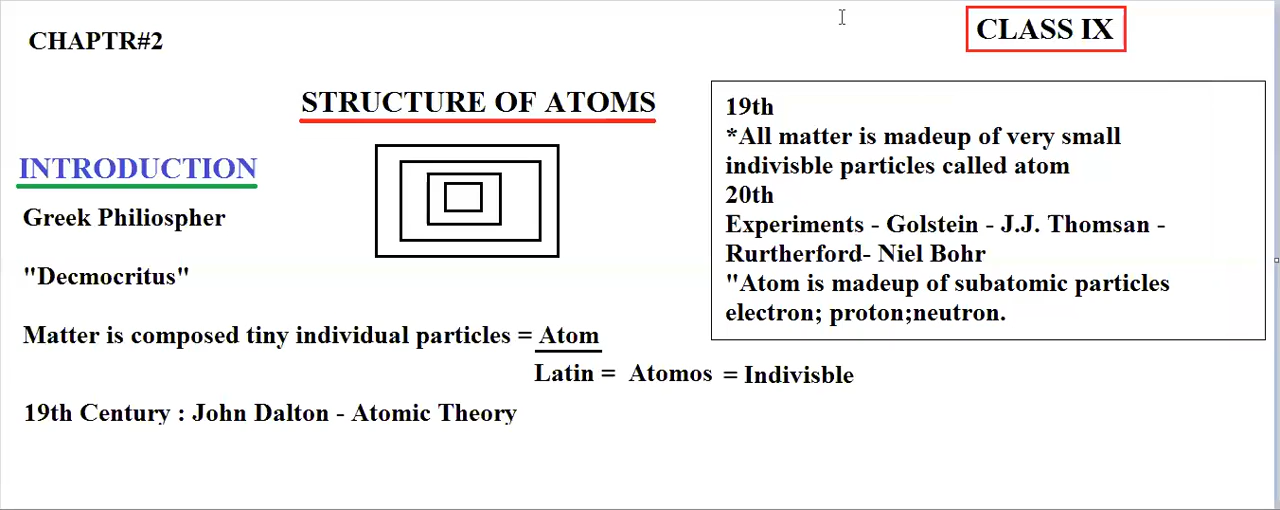 CHAPTR#2
CLASS IX
STRUCTURE OF ATOMS
INTRODUCTION
Greek Philiospher
"Decmocritus"
Matter is composed tiny individual particles = Atom
Latin = Atomos = Indivisble
19th Century : John Dalton - Atomic Theory
19th
*All matter is madeup of very small
indivisble particles called atom
20th
Experiments - Golstein - J.J. Thomsan -
Rurtherford- Niel Bohr
"Atom is madeup of subatomic particles
electron; proton;neutron.